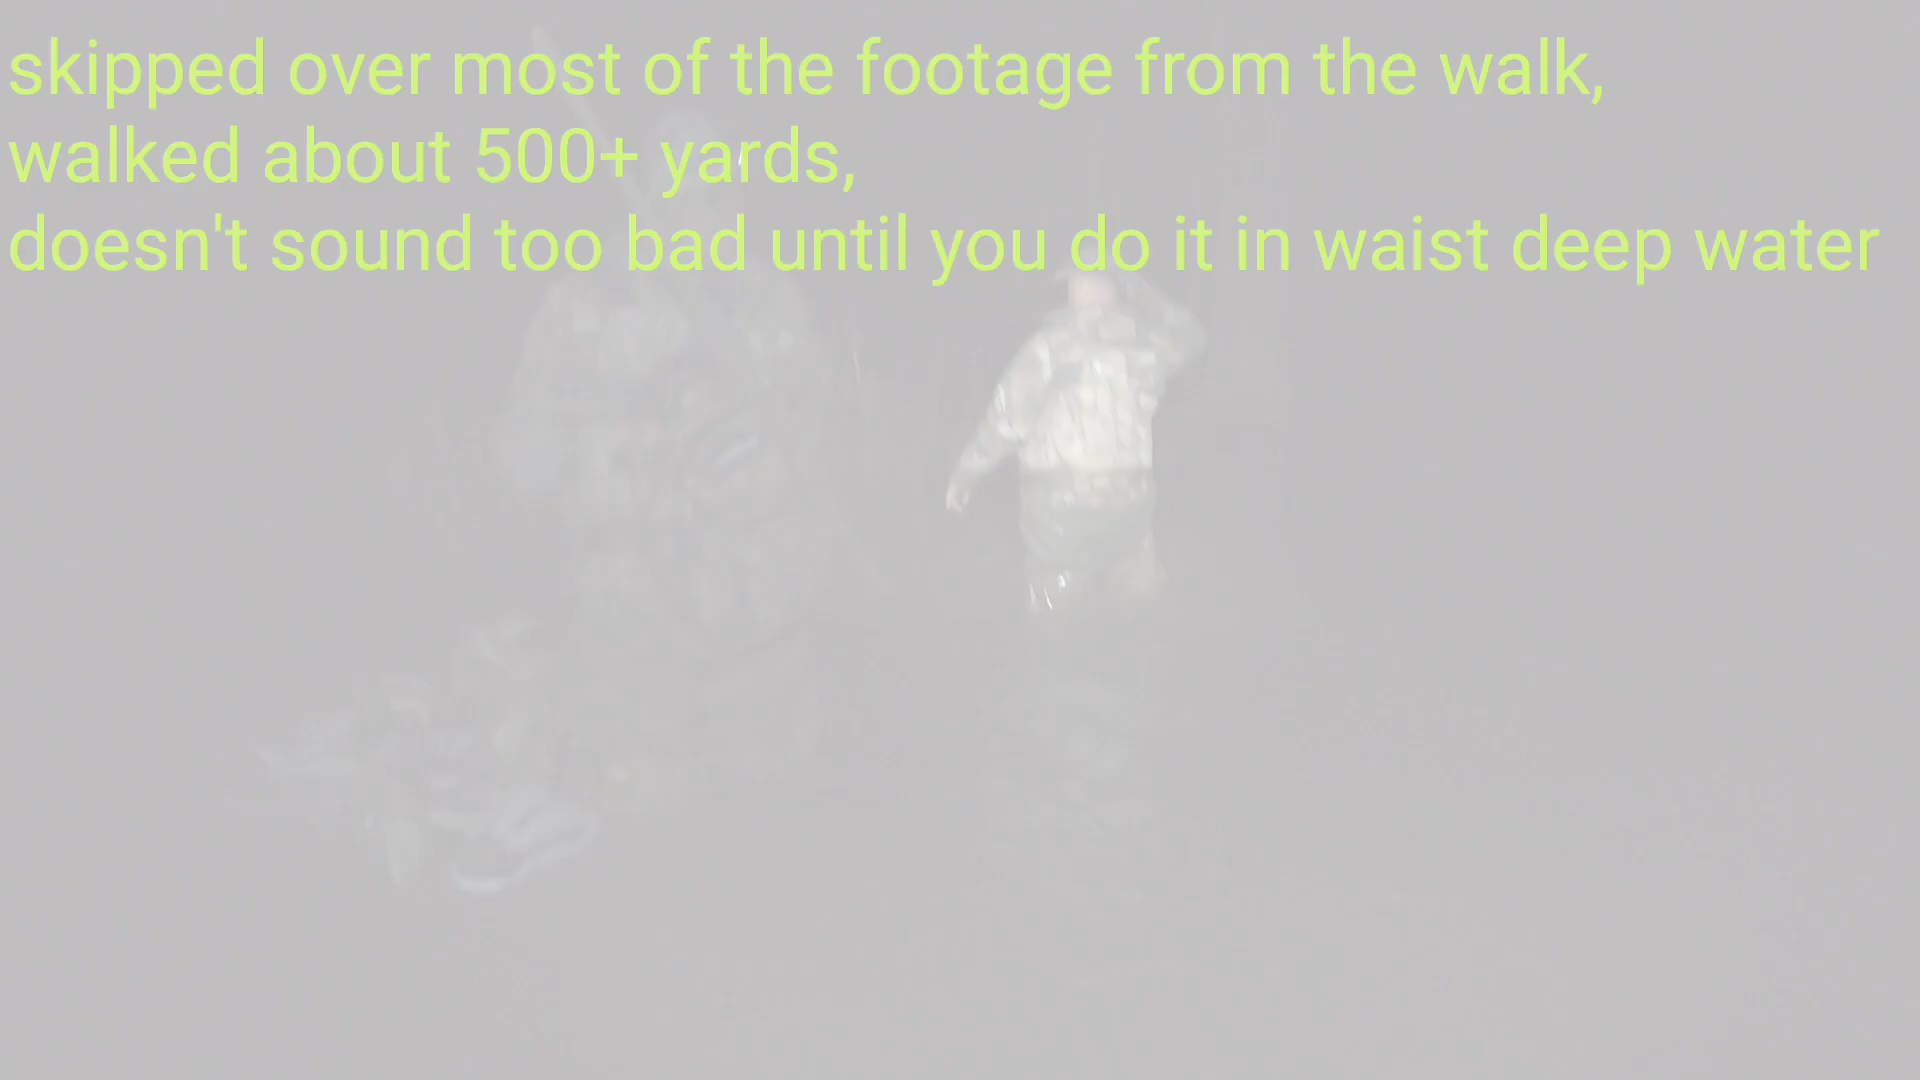 skipped over most of the footage from the walk,
walked about 500+ yards,
doesn't sound too bad until you do it in waist deep water